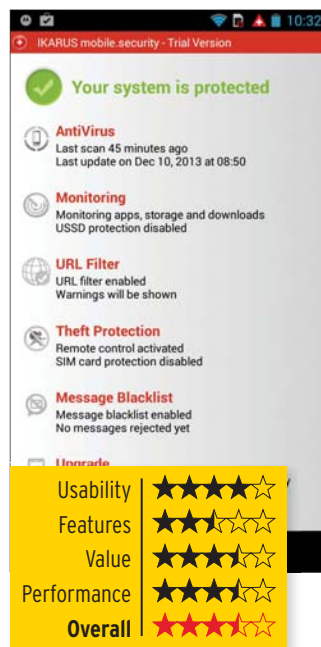 10:32
IKARUS mobile.security - Trial Version
Your system is protected
AntiVirus
Last scan 45 minutes ago
Last update on Dec 10, 2013 at 08:50
Monitoring
Monitoring apps, storage and downloads
USSD protection disabled
URL Filter
URL filter enabled
Warnings will be shown
Theft Protection
Remote control activated
SIM card protection disabled
Message Blacklist
Message blacklist enabled
No messages rejected yet
Upgrade
Usability
Features
Value
Performance
Overall